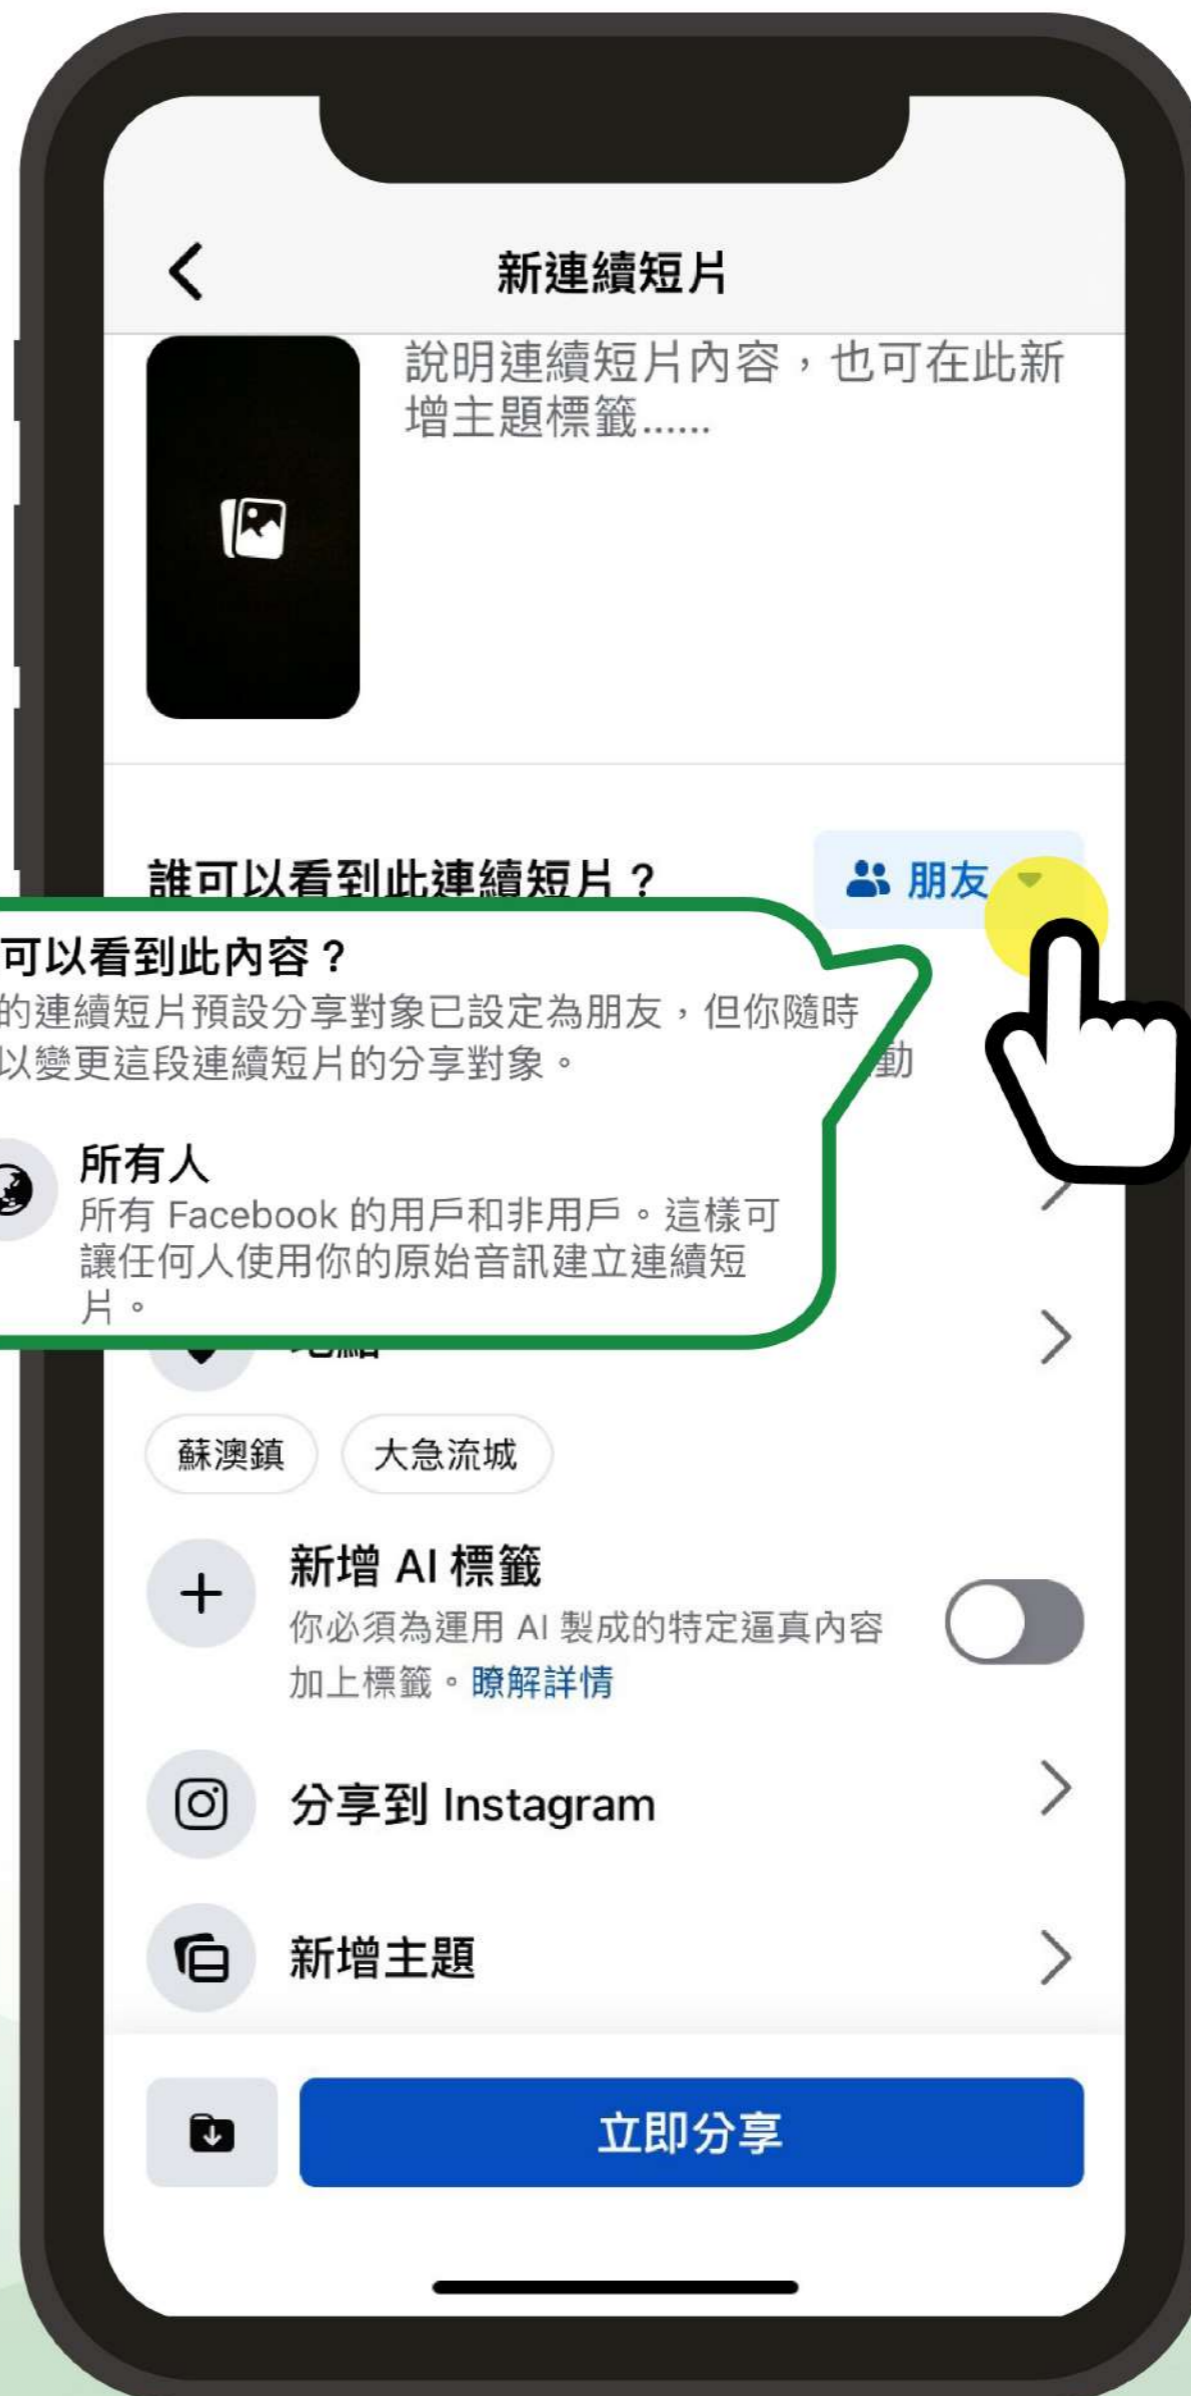 新連續短片
說明連續短片內容，也可在此新
增主題標籤......
誰可以看到此連續短片？
朋友
可以看到此內容？
的連續短片預設分享對象已設定為朋友，但你隨時
以變更這段連續短片的分享對象。
動
所有人
所有 Facebook 的用戶和非用戶。這樣可
讓任何人使用你的原始音訊建立連續短
片。
蘇澳鎮
大急流城
新增 AI 標籤
你必須為運用 AI 製成的特定逼真內容
加上標籤。瞭解詳情
分享到 Instagram
新增主題
立即分享